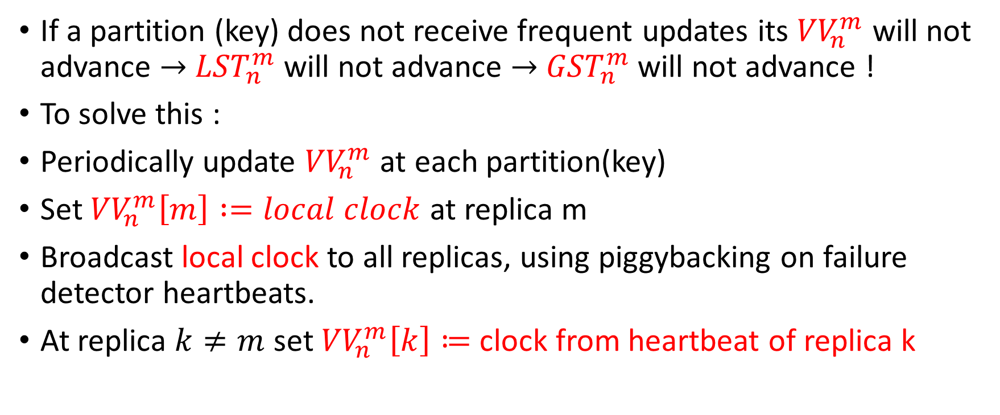 • If a partition (key) does not receive frequent updates its $VV_n^m$ will not
advance → $LST_n^m$ will not advance → $GST_n^m$ will not advance !
• To solve this :
• Periodically update $VV_n^m$ at each partition(key)
• Set $VV_n^m[m] := local\ clock$ at replica m
• Broadcast local clock to all replicas, using piggybacking on failure
detector heartbeats.
• At replica $k \neq m$ set $VV_n^m[k] :=$ clock from heartbeat of replica k